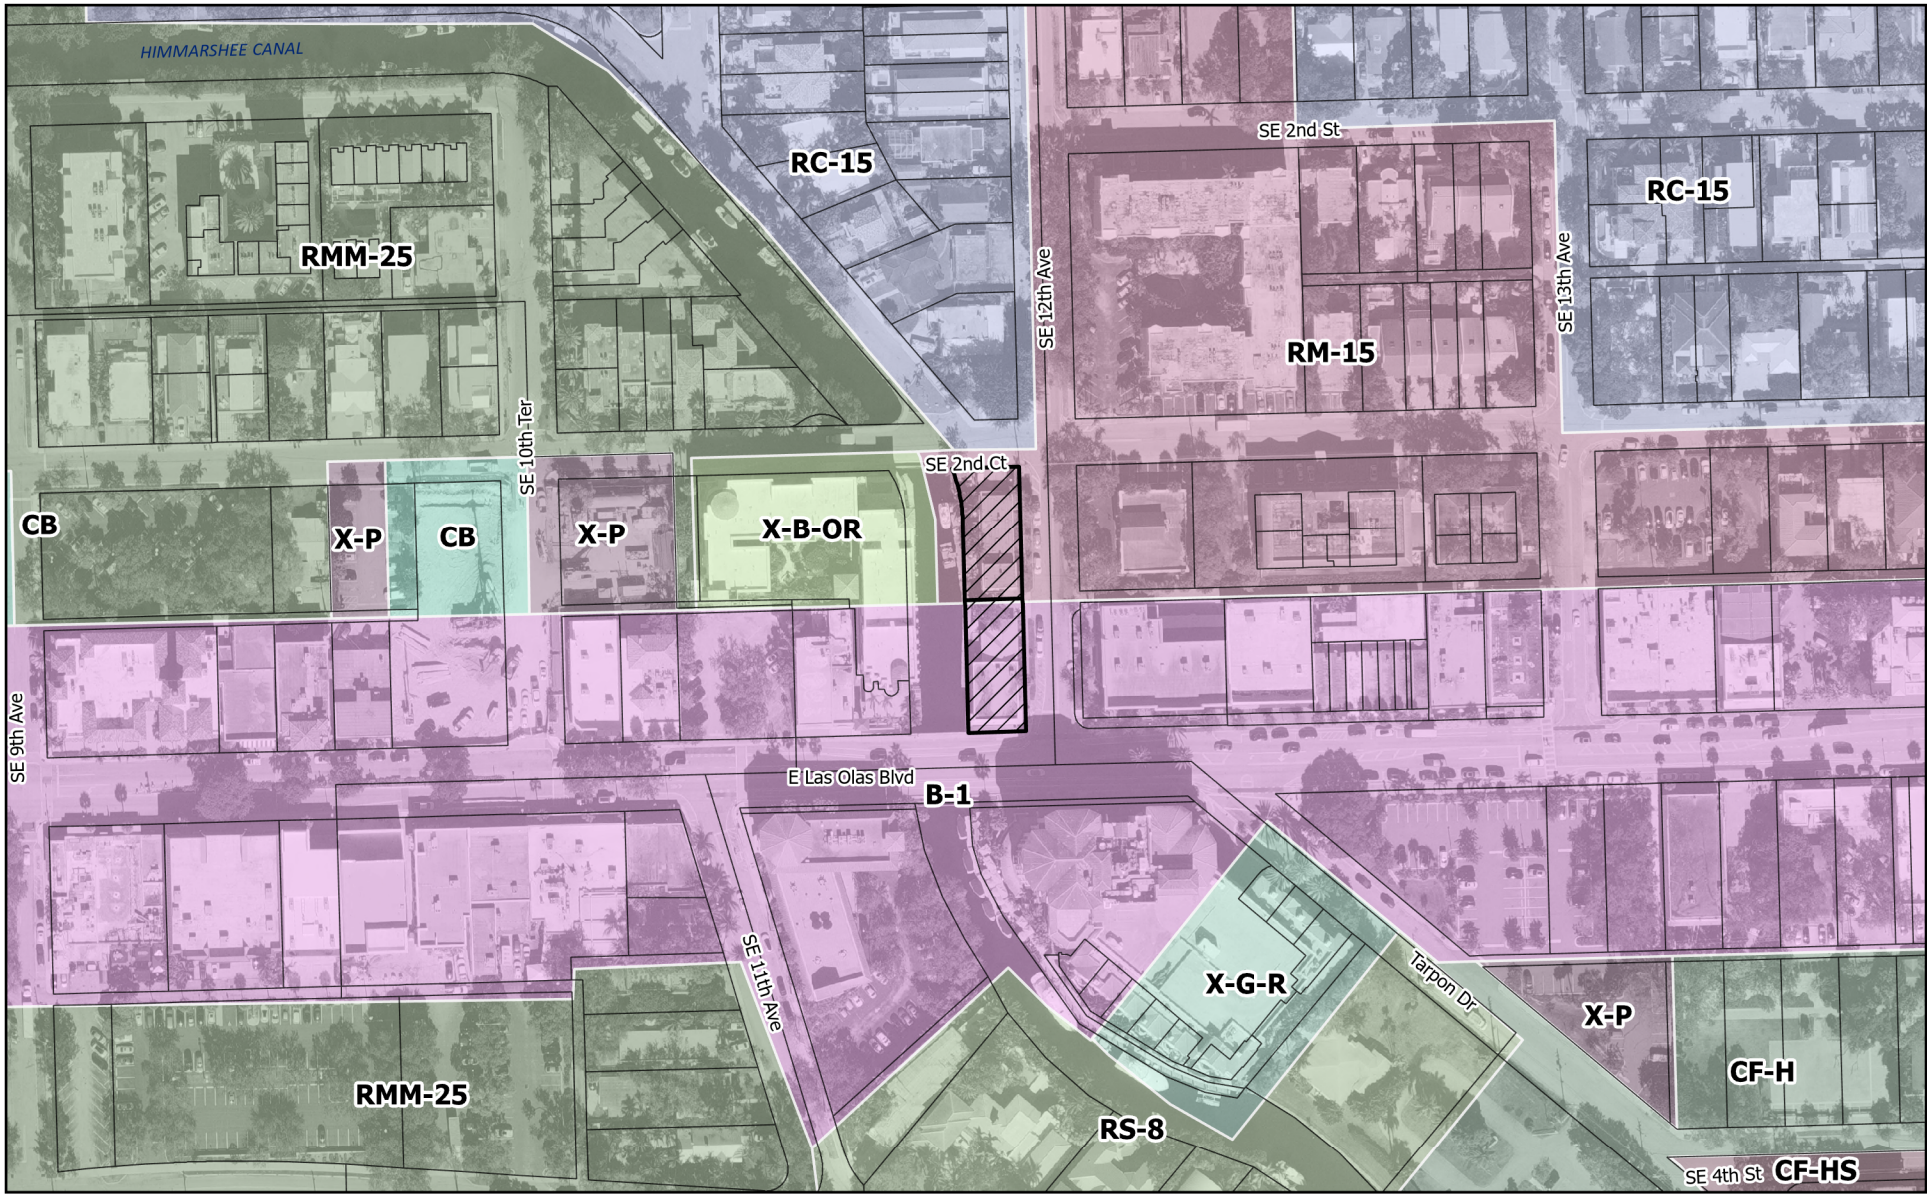 HIMMARSHEE CANAL
SE 2nd St
RC-15
RC-15
RMM-25
SE 12th Ave
SE 13th Ave
RM-15
SE 10th Ter
SE 2nd Ct
CB
X-P
CB
X-P
X-B-OR
SE 9th Ave
E Las Olas Blvd
B-1
SE 11th Ave
X-G-R
Tarpon Dr
X-P
CF-H
RMM-25
RS-8
SE 4th St
CF-HS